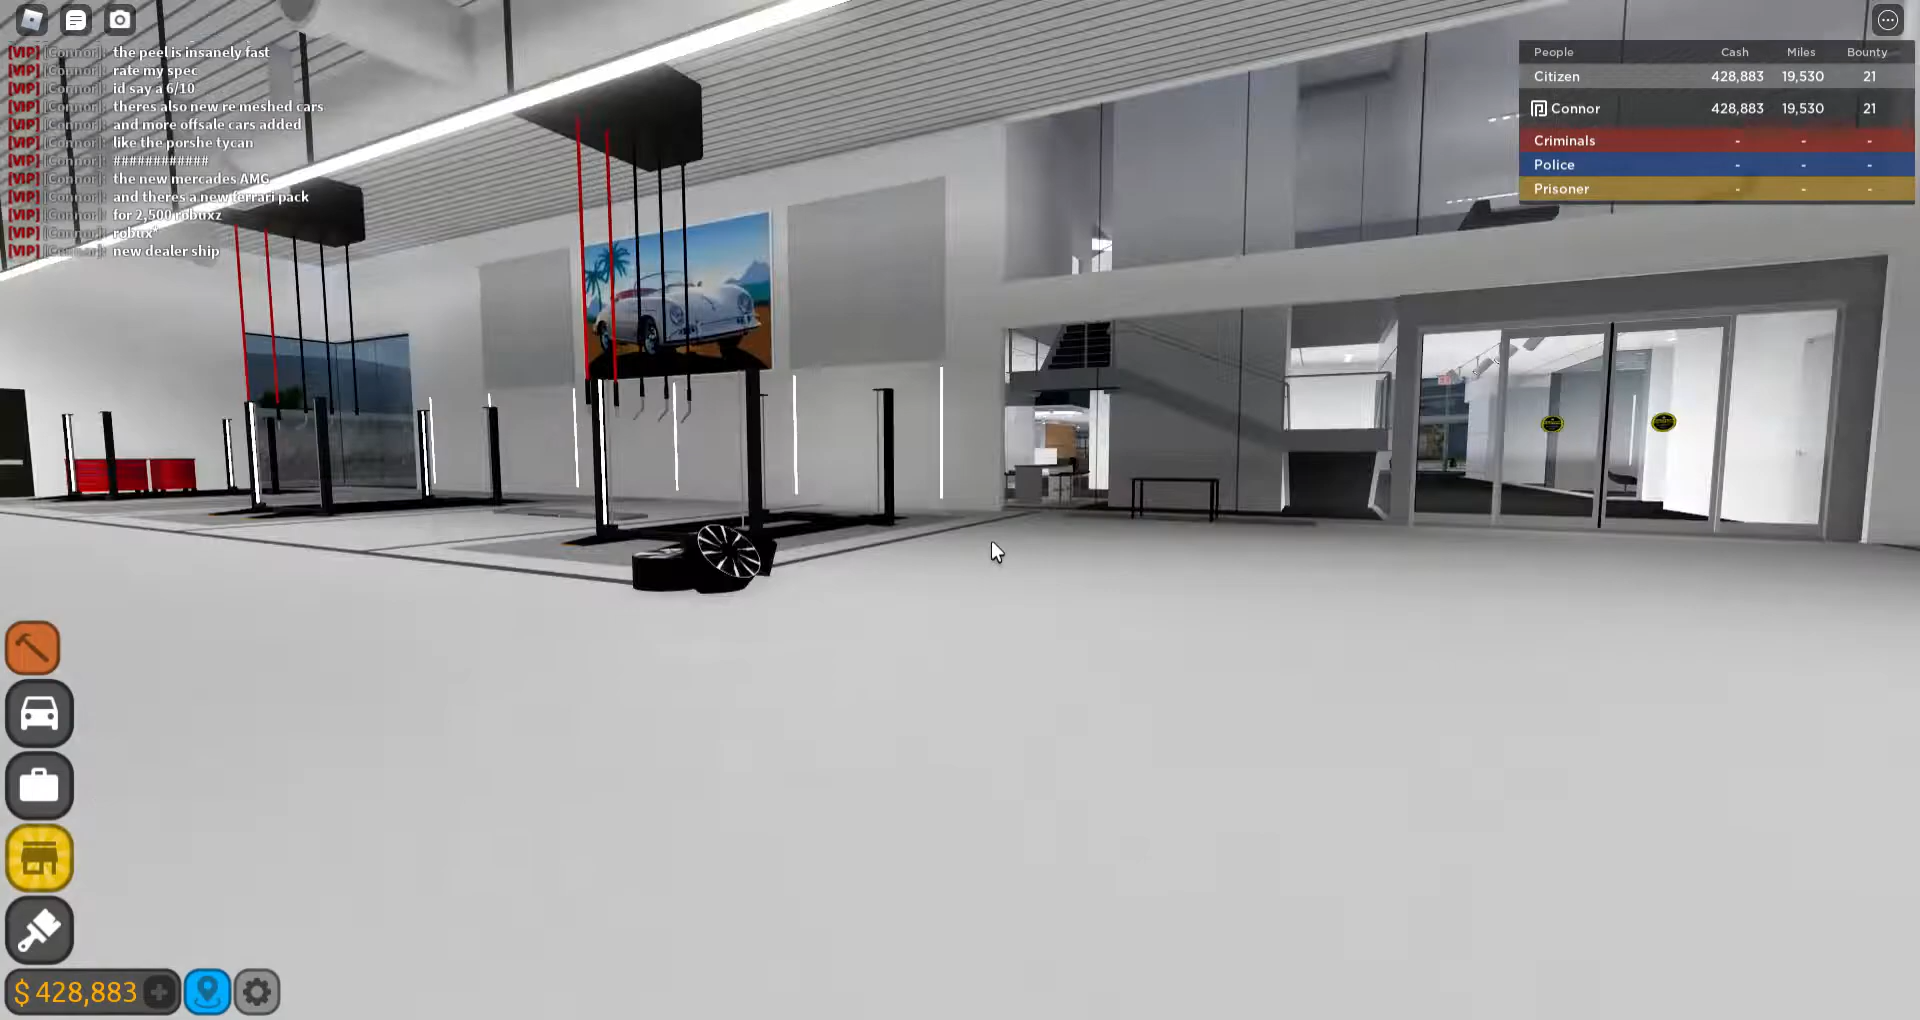 [VIP] [Connor]: the peel is insanely fast
[VIP] [Connor]: rate my spec
[VIP] [Connor]: id say a 6/10
[VIP] [Connor]: theres also new re meshed cars
[VIP] [Connor]: and more offsale cars added
[VIP] [Connor]: like the porshe tycan
[VIP] [Connor]: ############
[VIP] [Connor]: the new mercades AMG
[VIP] [Connor]: and theres a new ferrari pack
[VIP] [Connor]: for 2,500 robuxz
[VIP] [Connor]: robux*
[VIP] [Connor]: new dealer ship
People Cash Miles Bounty
Citizen 428,883 19,530 21
Connor 428,883 19,530 21
Criminals - - -
Police - - -
Prisoner - - -
$ 428,883 +